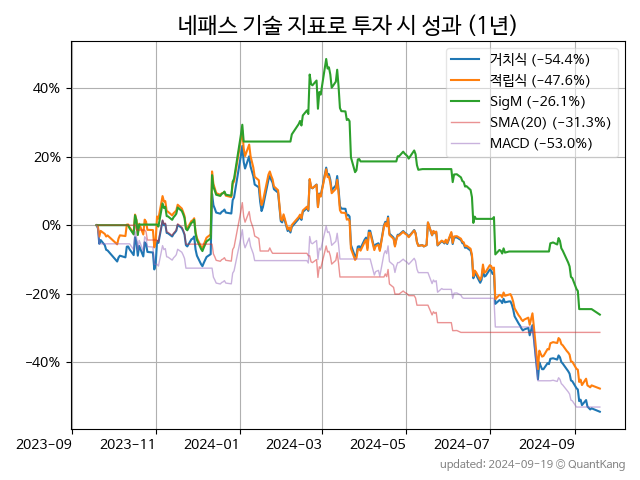 네패스 기술 지표로 투자 시 성과 (1년)
거치식 (−54.4%)
적립식 (−47.6%)
SigM (−26.1%)
SMA(20) (−31.3%)
MACD (−53.0%)
40%
20%
0%
−20%
−40%
2023-09 2023-11 2024-01 2024-03 2024-05 2024-07 2024-09
updated: 2024-09-19 © QuantKang